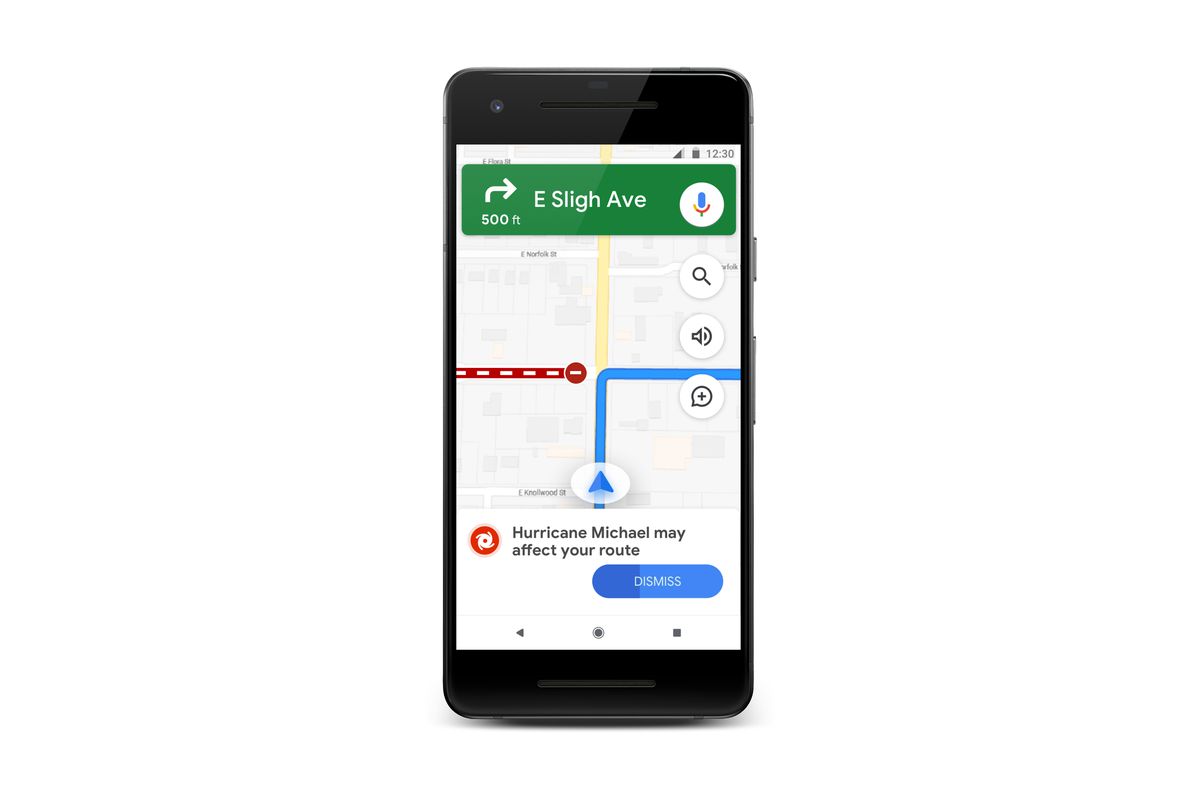 12:30
E Flora St
E Sligh Ave
500 ft
E Norfolk St
orfolk
E Knollwood St
Hurricane Michael may
affect your route
DISMISS